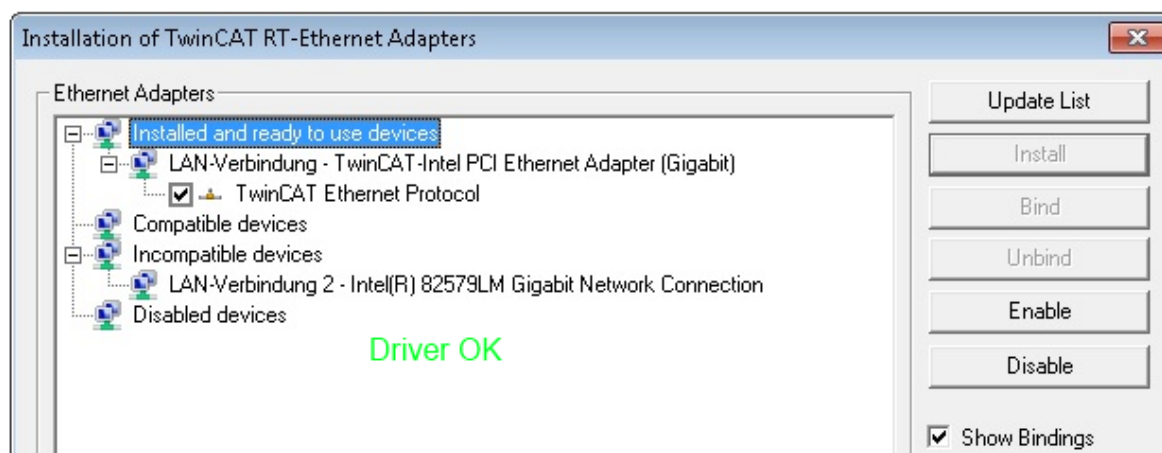 Installation of TwinCAT RT-Ethernet Adapters
Ethernet Adapters
Installed and ready to use devices
LAN-Verbindung - TwinCAT-Intel PCI Ethernet Adapter (Gigabit)
TwinCAT Ethernet Protocol
Compatible devices
Incompatible devices
LAN-Verbindung 2 - Intel(R) 82579LM Gigabit Network Connection
Disabled devices
Driver OK
Update List
Install
Bind
Unbind
Enable
Disable
Show Bindings